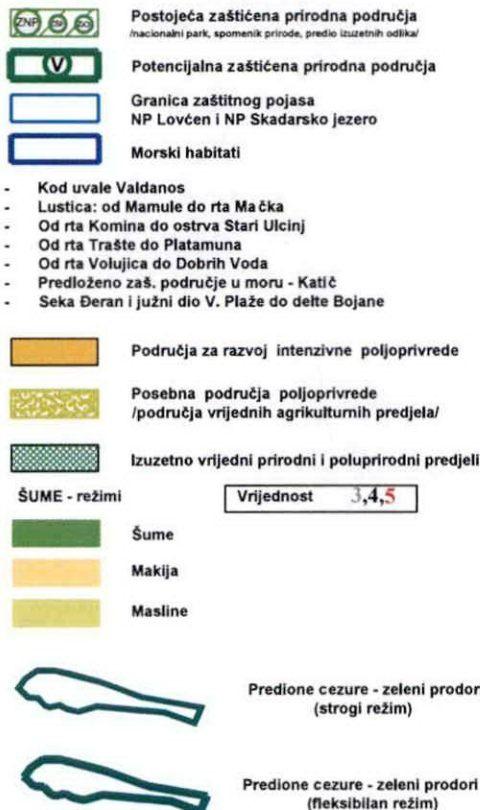 ZNP
Postojeća zaštićena prirodna područja
/nacionalni park, spomenik prirode, predio izuzetnih odlika/
V
Potencijalna zaštićena prirodna područja
Granica zaštitnog pojasa
NP Lovćen i NP Skadarsko jezero
Morski habitati
- Kod uvale Valdanos
- Lustica: od Mamule do rta Mačka
- Od rta Komina do ostrva Stari Ulcinj
- Od rta Trašte do Platamuna
- Od rta Volujica do Dobrih Voda
- Predloženo zaš. područje u moru - Katič
- Seka Đeran i južni dio V. Plaže do delte Bojane
Područja za razvoj intenzivne poljoprivrede
Posebna područja poljoprivrede
/područja vrijednih agrikulturnih predjela/
Izuzetno vrijedni prirodni i poluprirodni predjeli
ŠUME - režimi
Vrijednost 3,4,5
Šume
Makija
Masline
Predione cezure - zeleni prodori
(strogi režim)
Predione cezure - zeleni prodori
(fleksibilan režim)